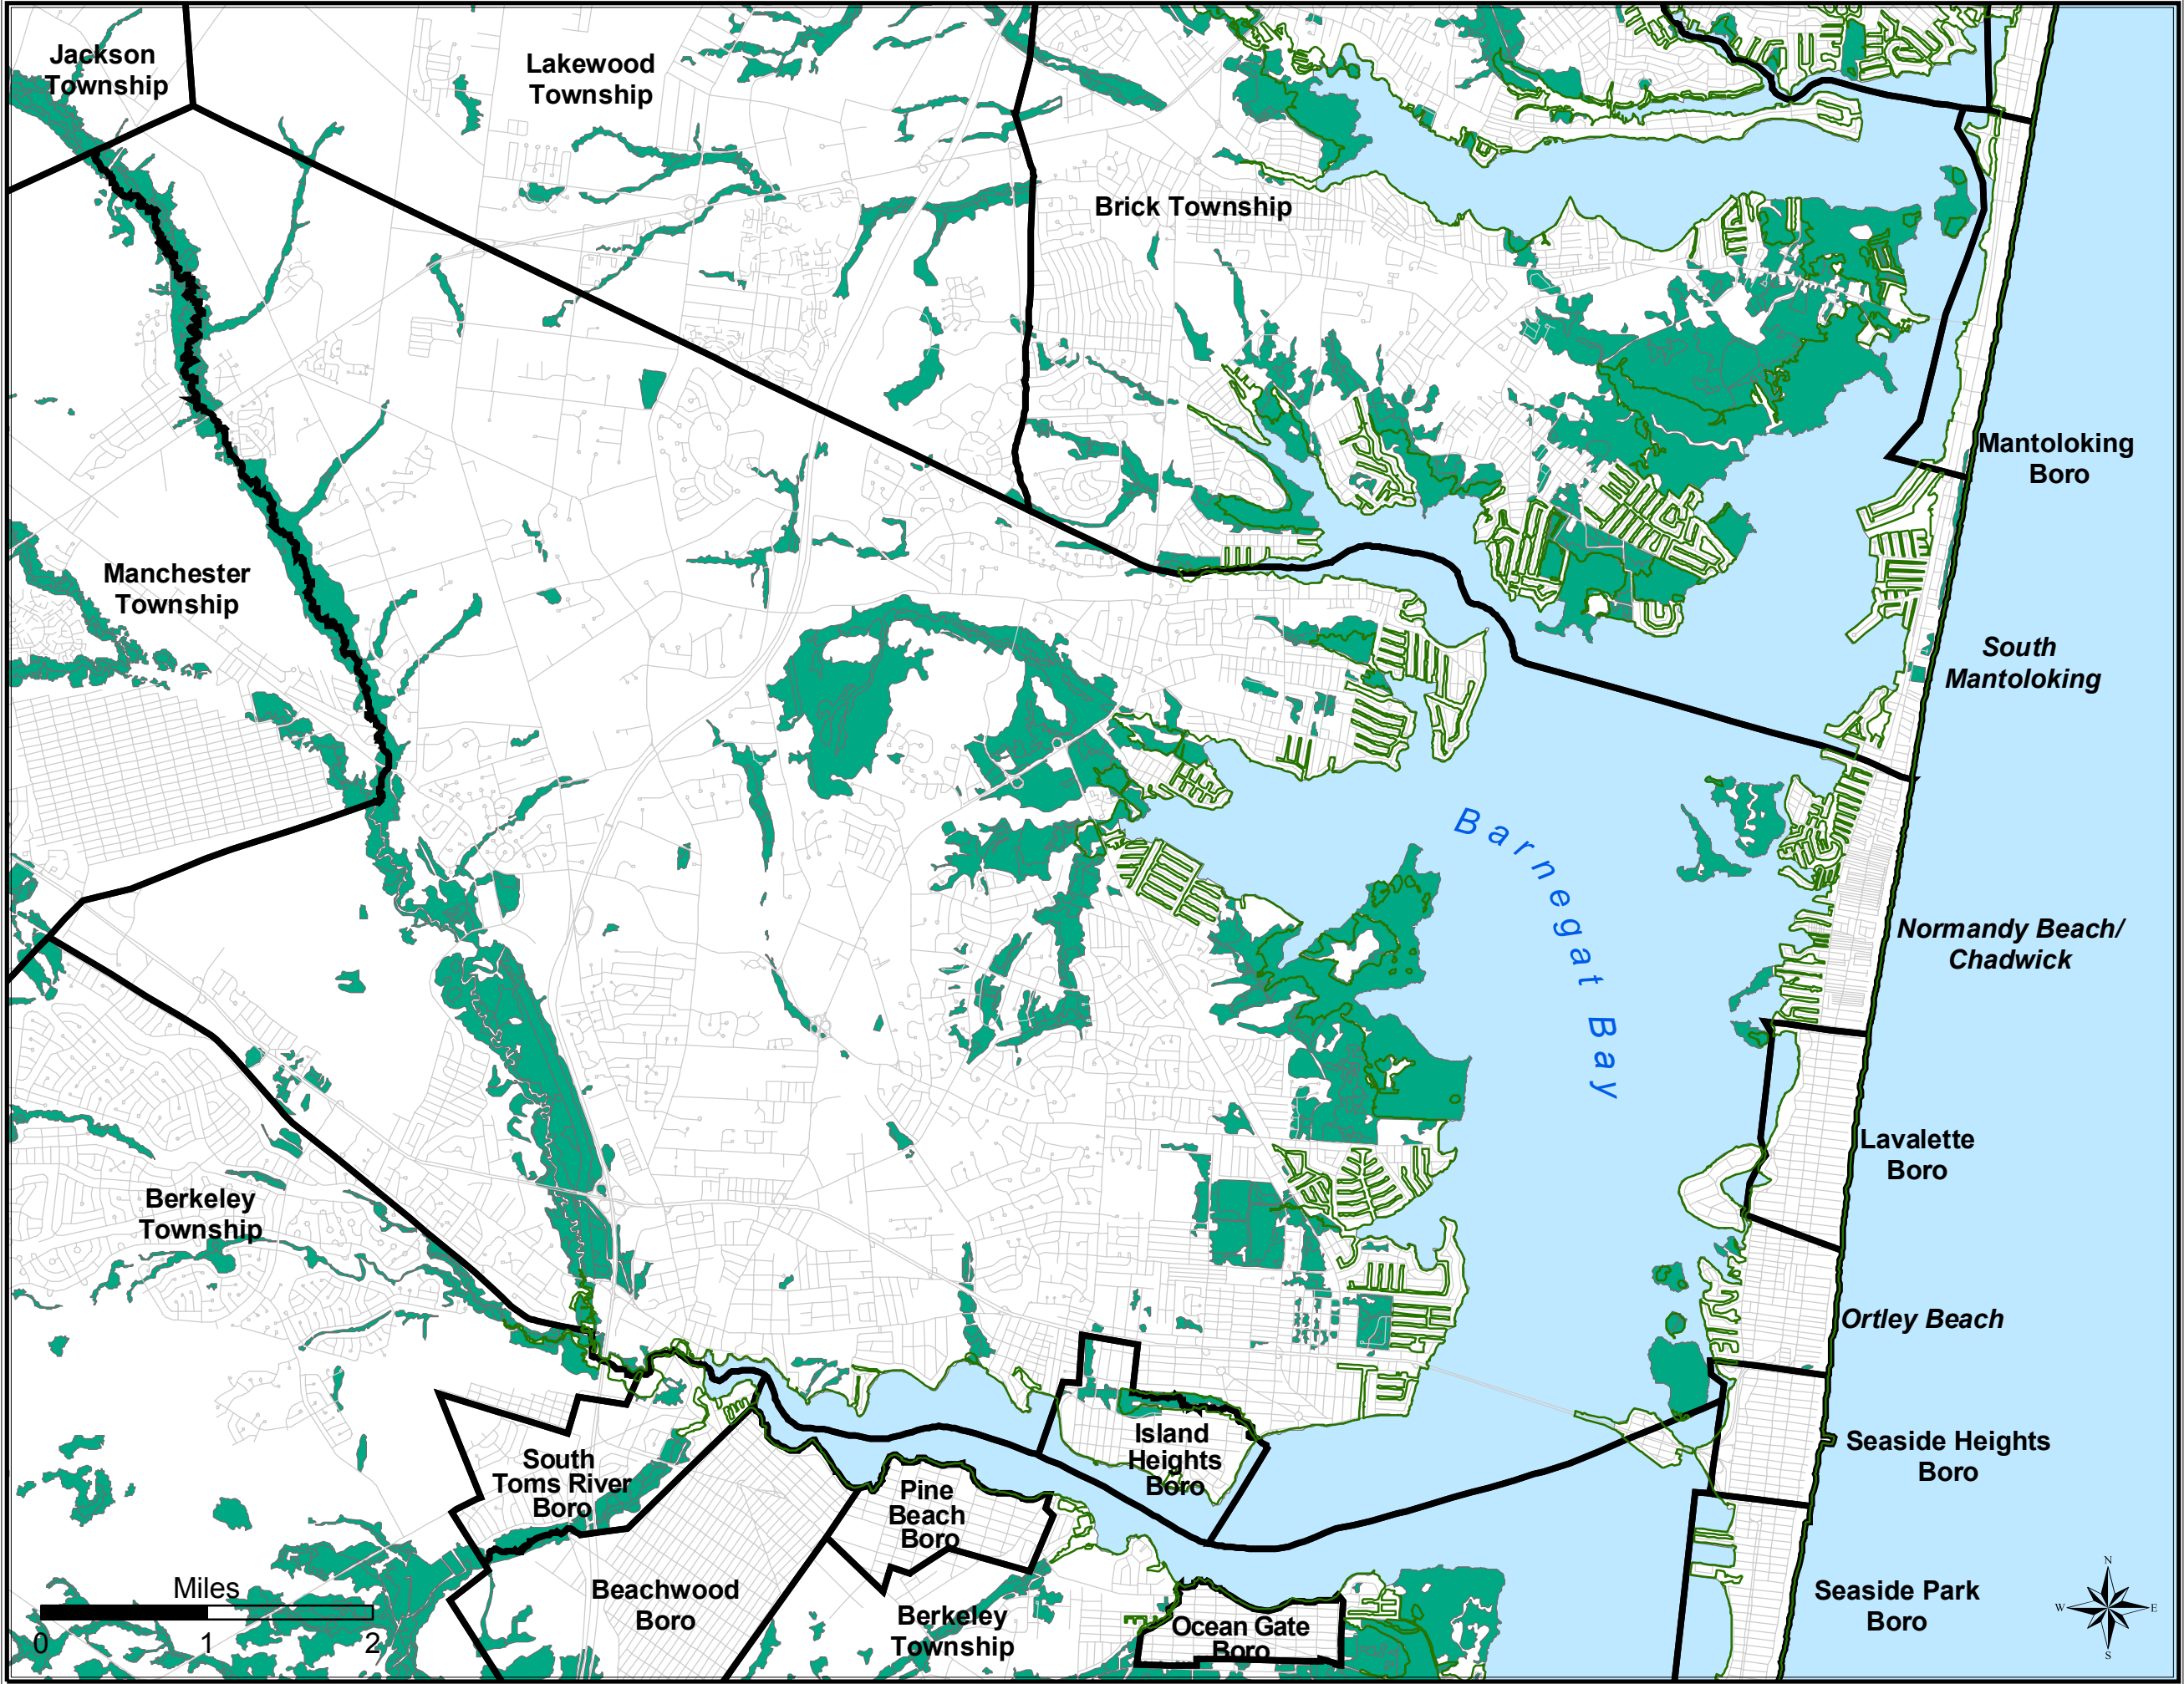 Jackson
Township
Lakewood
Township
Brick Township
Mantoloking
Boro
Manchester
Township
South
Mantoloking
Barnegat Bay
Normandy Beach/
Chadwick
Lavalette
Boro
Berkeley
Township
Ortley Beach
Island
Heights
Boro
Seaside Heights
Boro
South
Toms River
Boro
Pine
Beach
Boro
Beachwood
Boro
Berkeley
Township
Ocean Gate
Boro
Seaside Park
Boro
Miles
0 1 2
N
W E
S